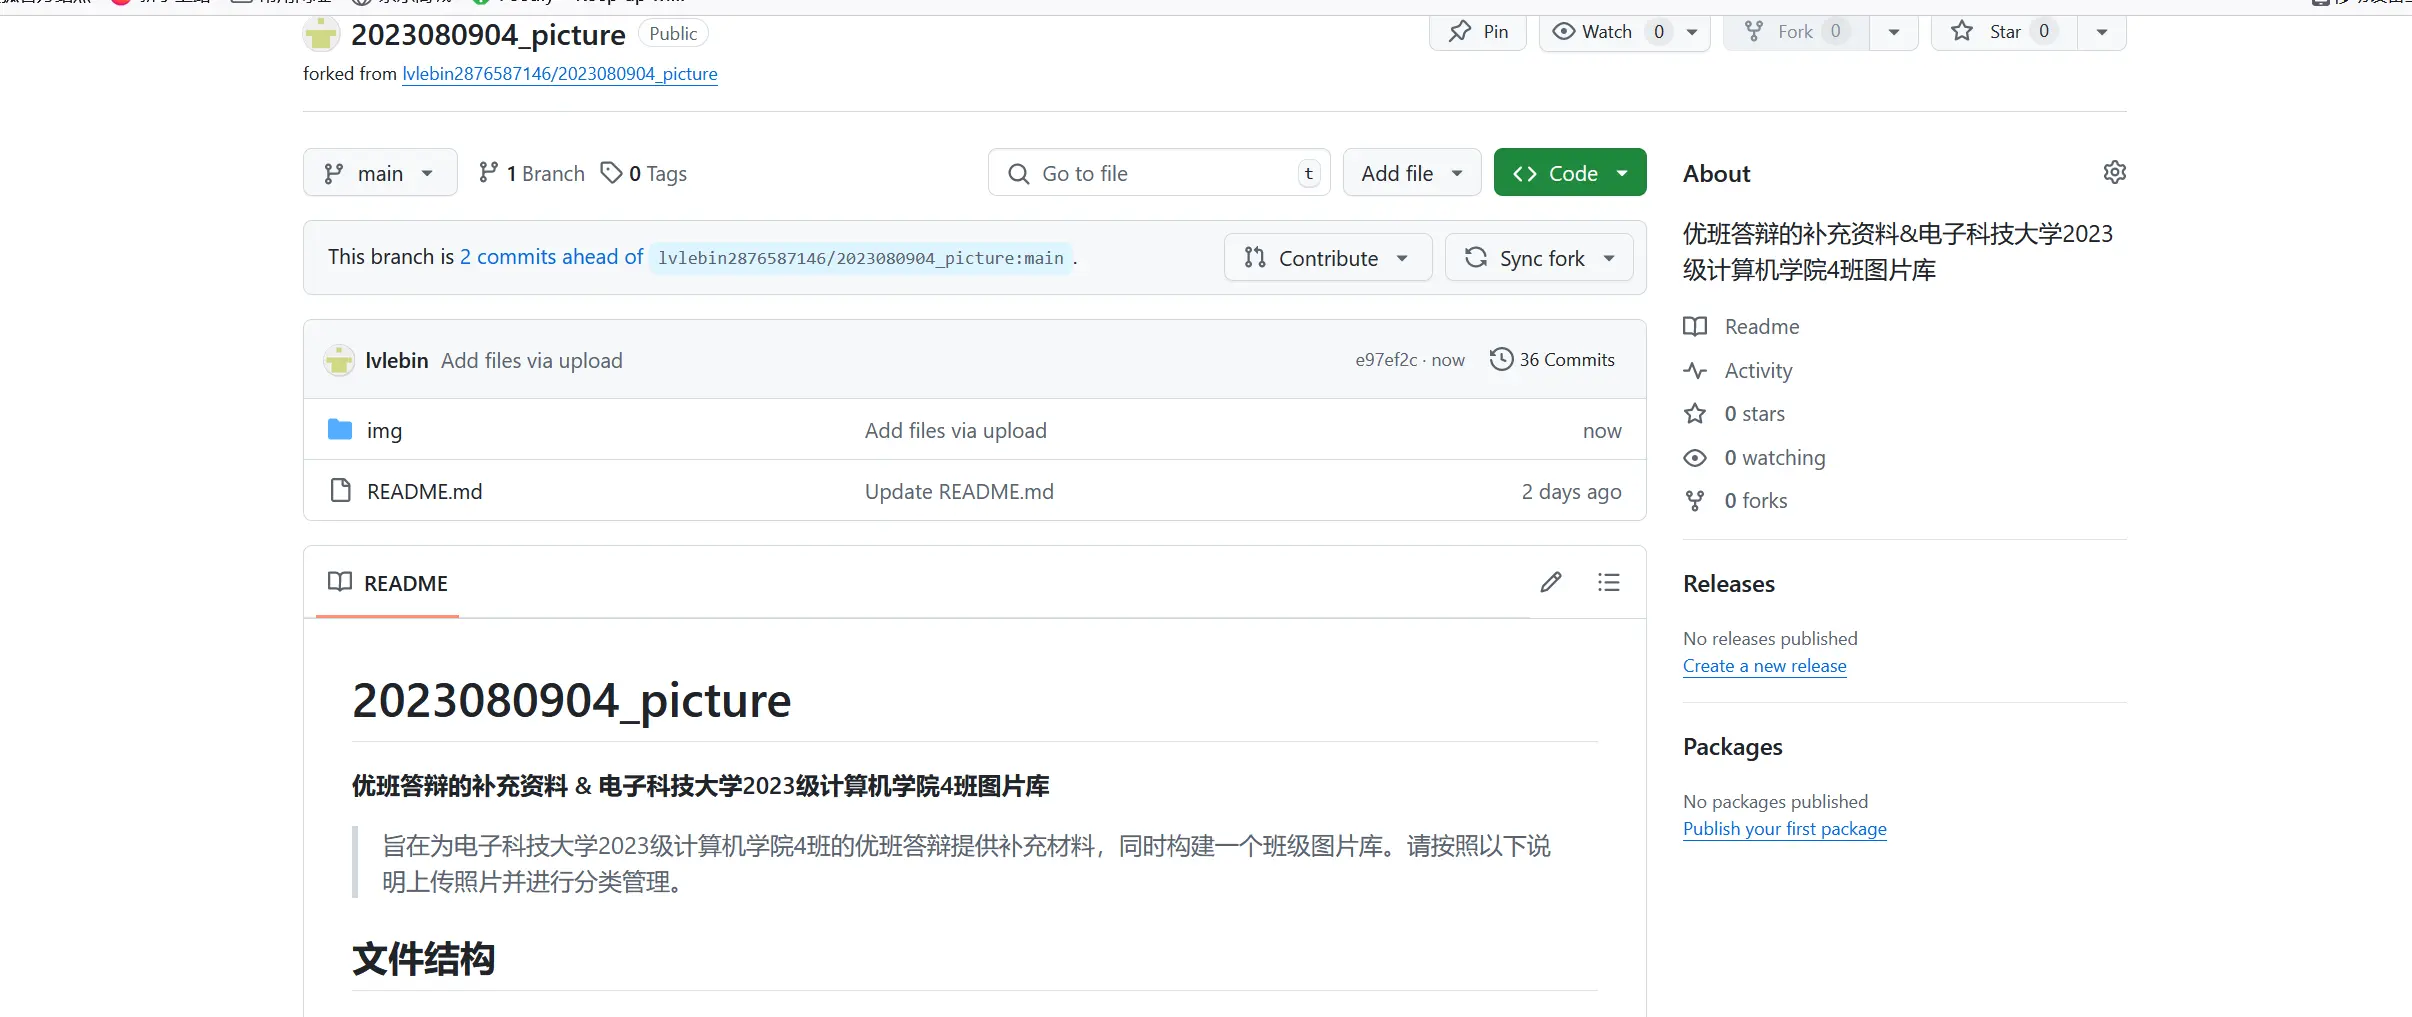 2023080904_picture Public
Pin
Watch 0
Fork 0
Star 0
forked from lvlebin2876587146/2023080904_picture
main
1 Branch
0 Tags
Go to file t
Add file
Code
This branch is 2 commits ahead of lvlebin2876587146/2023080904_picture:main .
Contribute
Sync fork
lvlebin Add files via upload e97ef2c · now 36 Commits
img Add files via upload now
README.md Update README.md 2 days ago
README
2023080904_picture
优班答辩的补充资料 & 电子科技大学2023级计算机学院4班图片库
旨在为电子科技大学2023级计算机学院4班的优班答辩提供补充材料，同时构建一个班级图片库。请按照以下说
明上传照片并进行分类管理。
文件结构
About
优班答辩的补充资料&电子科技大学2023
级计算机学院4班图片库
Readme
Activity
0 stars
0 watching
0 forks
Releases
No releases published
Create a new release
Packages
No packages published
Publish your first package